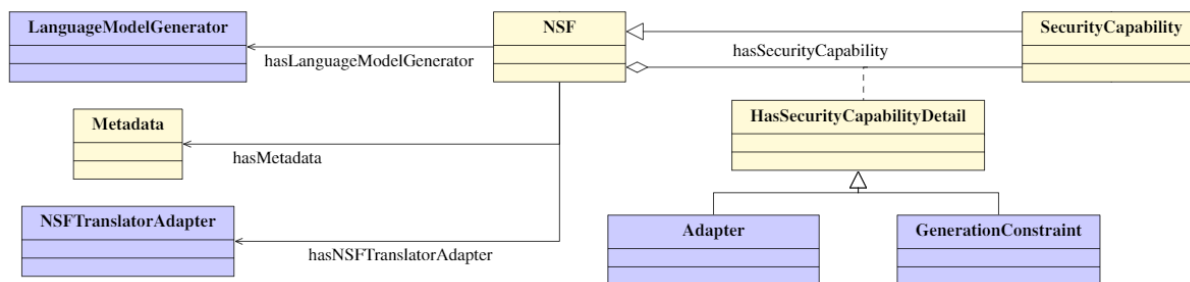 LanguageModelGenerator
NSF
SecurityCapability
hasLanguageModelGenerator
hasSecurityCapability
Metadata
HasSecurityCapabilityDetail
hasMetadata
NSFTranslatorAdapter
Adapter
GenerationConstraint
hasNSFTranslatorAdapter